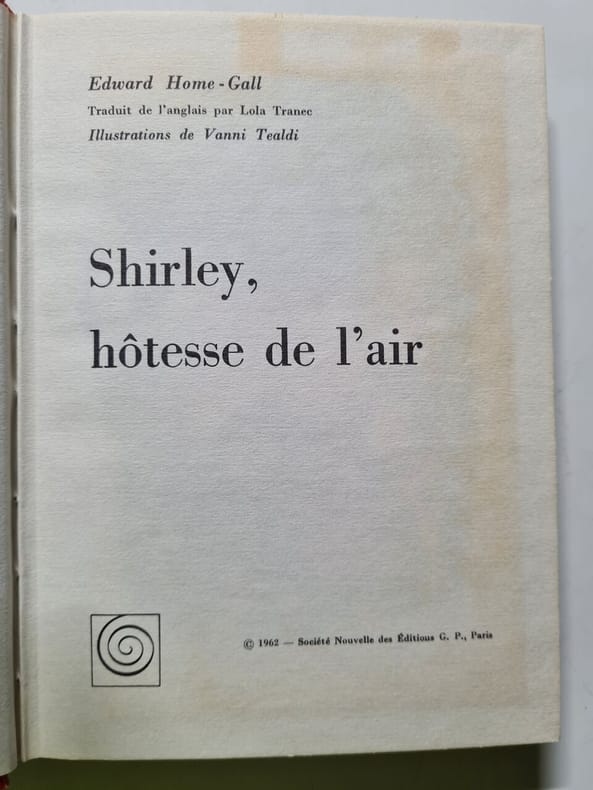 Edward Home-Gall
Traduit de l'anglais par Lola Tranec
Illustrations de Vanni Tealdi
Shirley,
hôtesse de l'air
© 1962 — Société Nouvelle des Éditions G. P., Paris